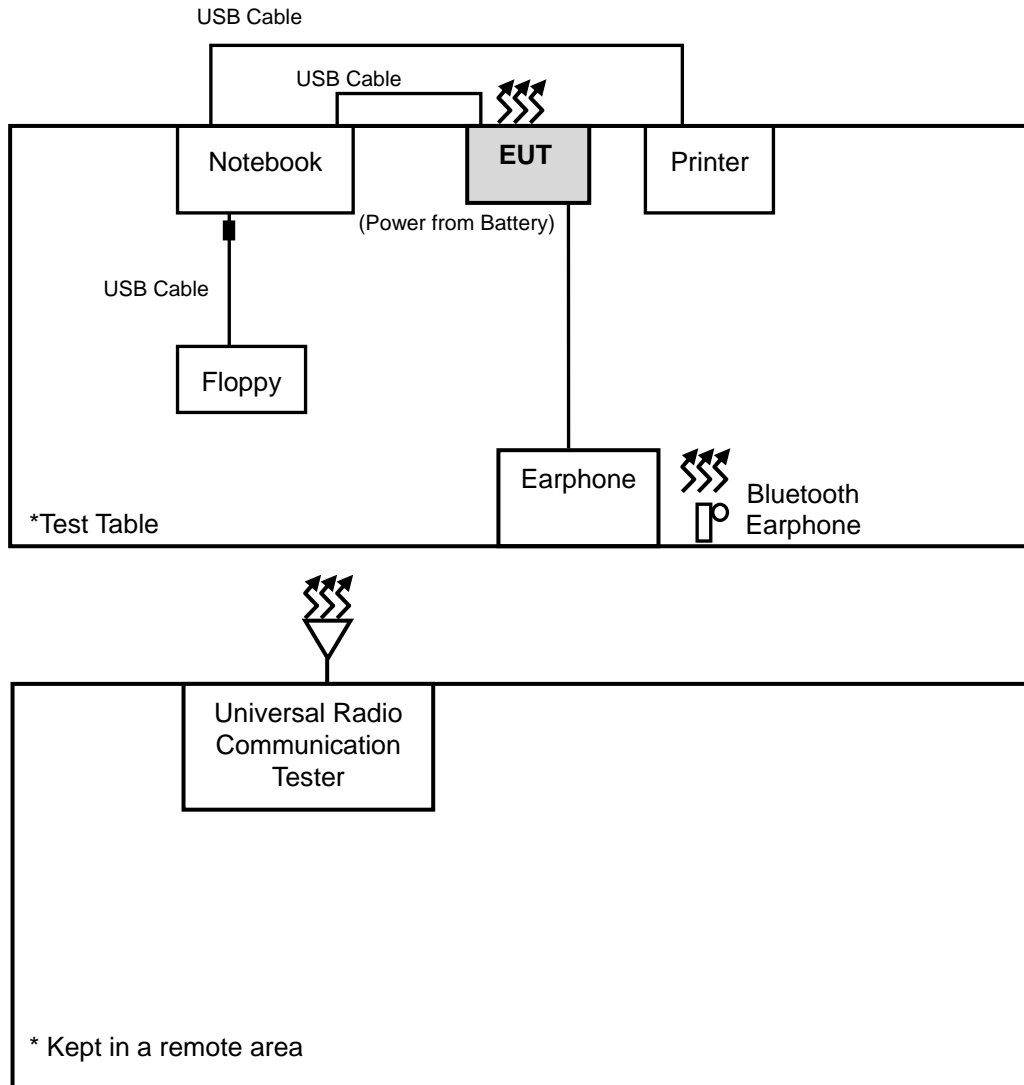 USB Cable
USB Cable
Notebook
EUT
Printer
(Power from Battery)
USB Cable
Floppy
Earphone
Bluetooth
Earphone
*Test Table
Universal Radio
Communication
Tester
* Kept in a remote area